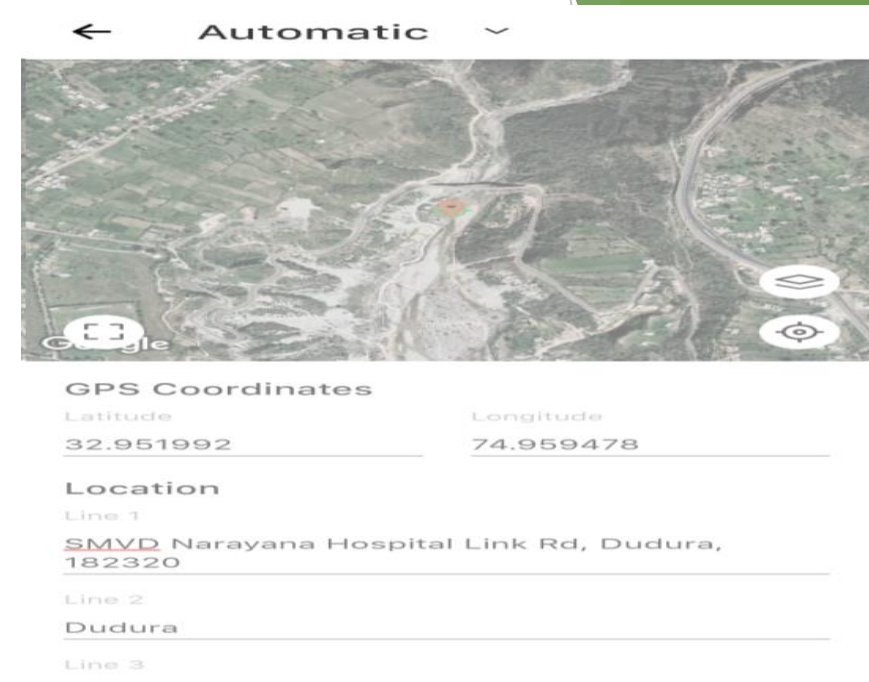 Automatic
Google
GPS Coordinates
Latitude Longitude
32.951992 74.959478
Location
Line 1
SMVD Narayana Hospital Link Rd, Dudura,
182320
Line 2
Dudura
Line 3